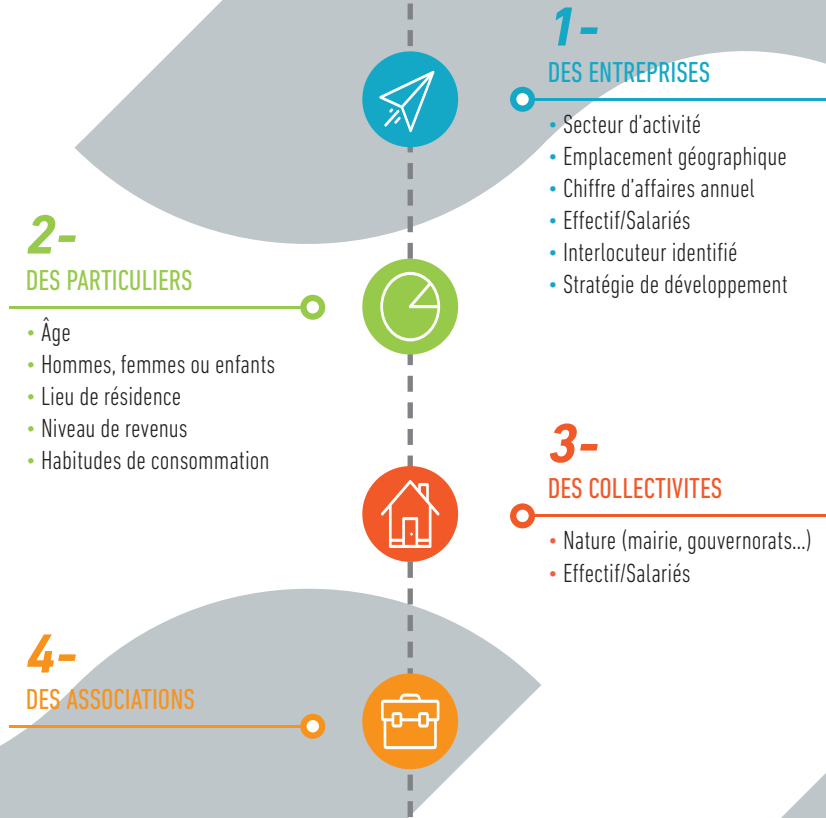 1-
DES ENTREPRISES
• Secteur d'activité
• Emplacement géographique
• Chiffre d'affaires annuel
• Effectif/Salariés
• Interlocuteur identifié
• Stratégie de développement
2-
DES PARTICULIERS
• Âge
• Hommes, femmes ou enfants
• Lieu de résidence
• Niveau de revenus
• Habitudes de consommation
3-
DES COLLECTIVITES
• Nature (mairie, gouvernorats...)
• Effectif/Salariés
4-
DES ASSOCIATIONS